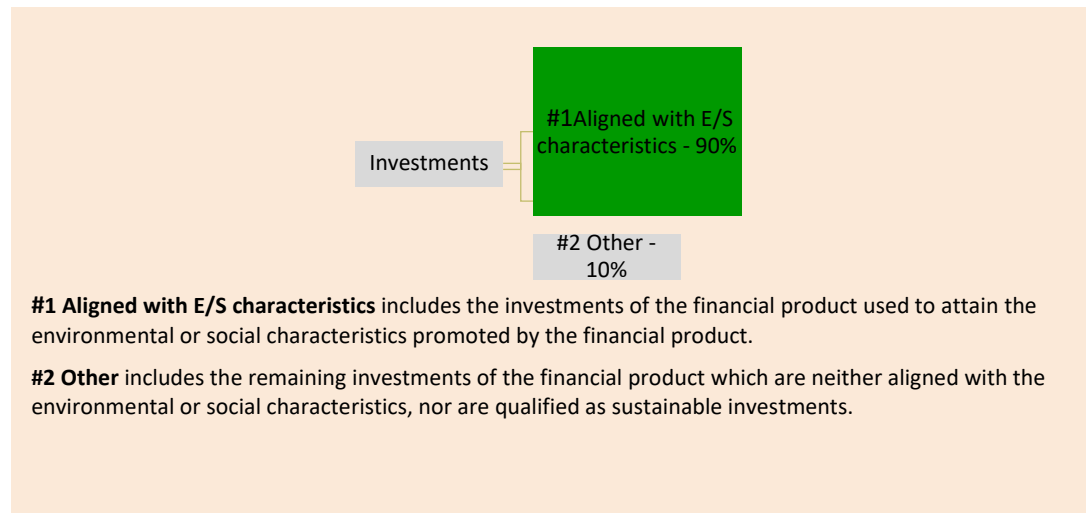 #1Aligned with E/S
characteristics - 90%
Investments
#2 Other -
10%
#1 Aligned with E/S characteristics includes the investments of the financial product used to attain the
environmental or social characteristics promoted by the financial product.
#2 Other includes the remaining investments of the financial product which are neither aligned with the
environmental or social characteristics, nor are qualified as sustainable investments.